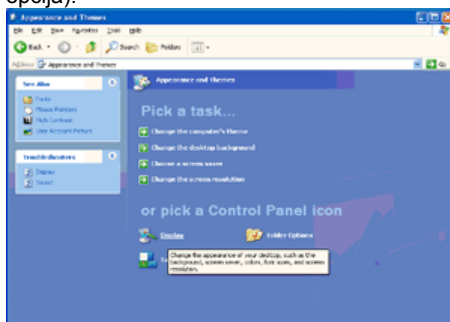 opcija).
Appearance and Themes
File Edit View Favorites Tools Help
Back Search Folders
Address Appearance and Themes Go
See Also
Fonts
Mouse Pointers
High Contrast
User Account Picture
Troubleshooters
Display
Sound
Appearance and Themes
Pick a task...
Change the computer's theme
Change the desktop background
Choose a screen saver
Change the screen resolution
or pick a Control Panel icon
Display Folder Options
Change the appearance of your desktop, such as the
background, screen saver, colors, font sizes, and screen
resolution.